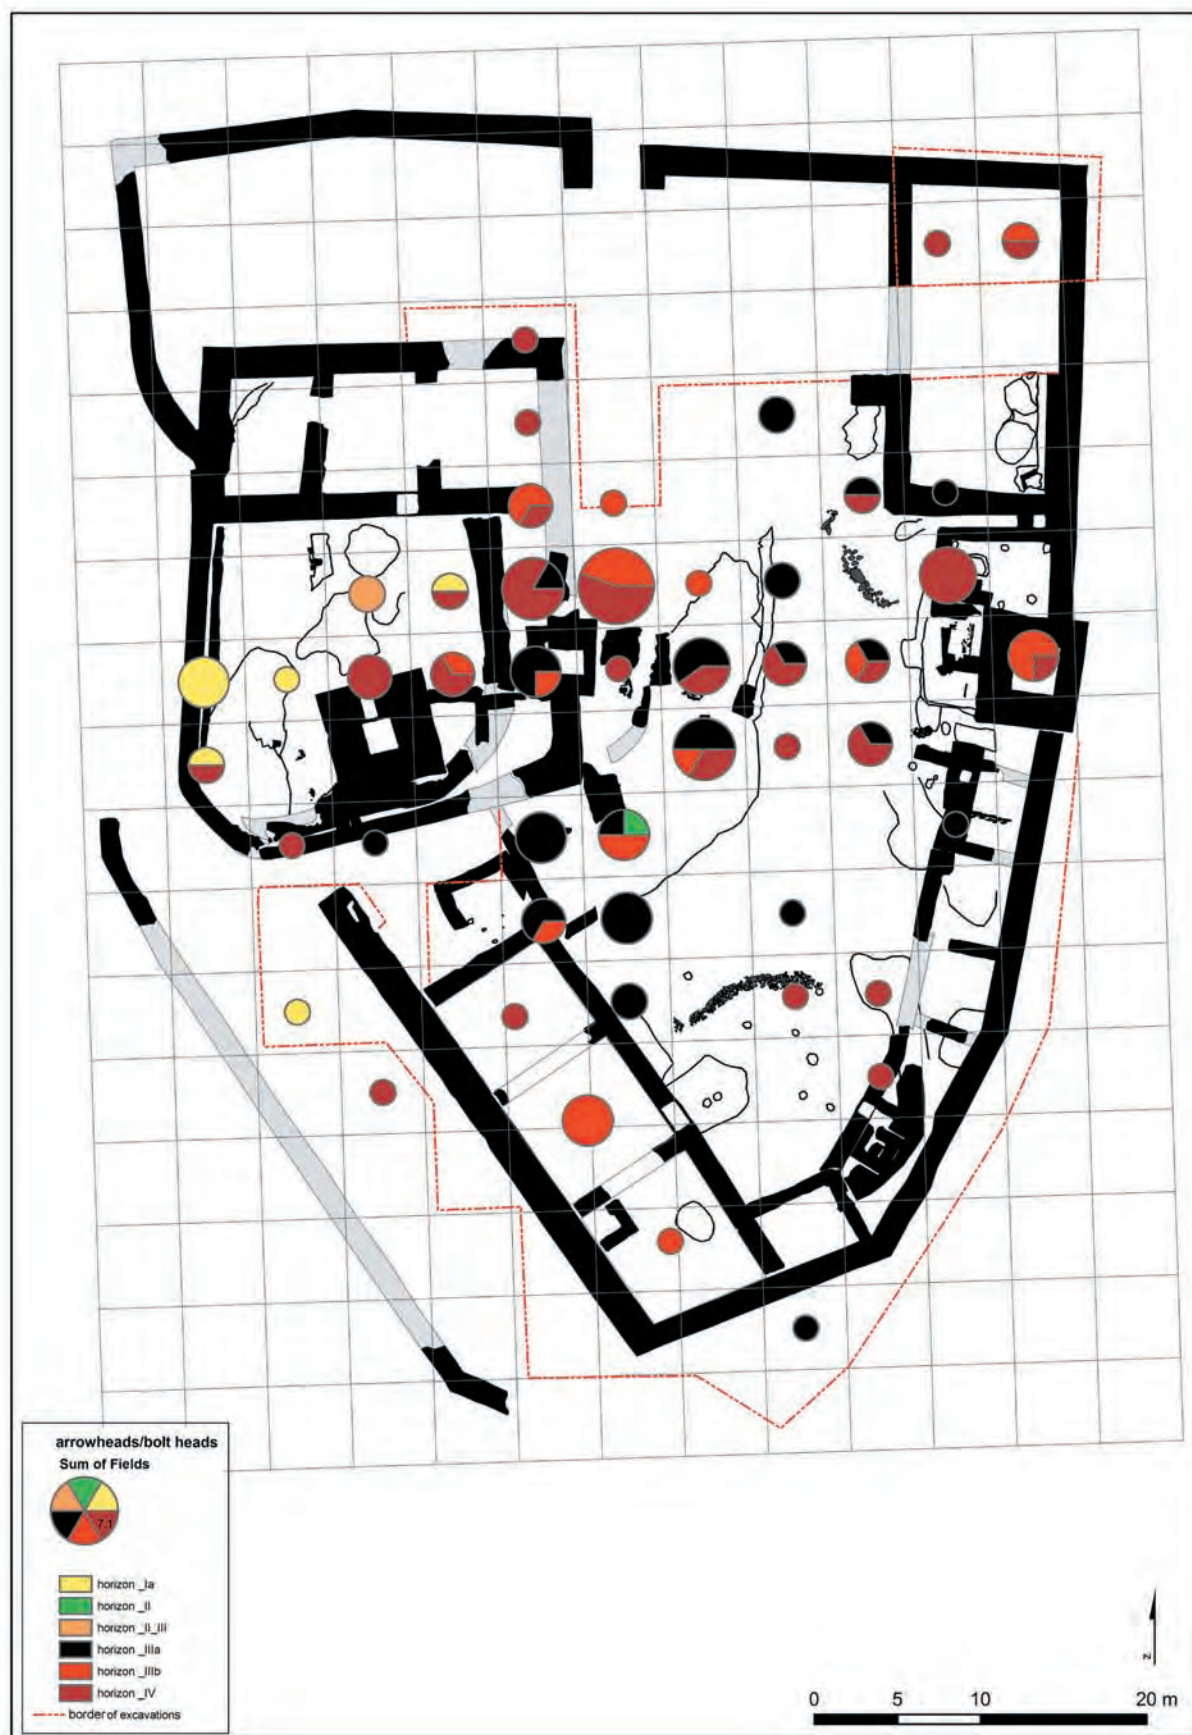 arrowheads/bolt heads
Sum of Fields
7.1
horizon _Ia
horizon _II
horizon _II_III
horizon _IIIa
horizon _IIIb
horizon _IV
border of excavations
N
0 5 10 20 m